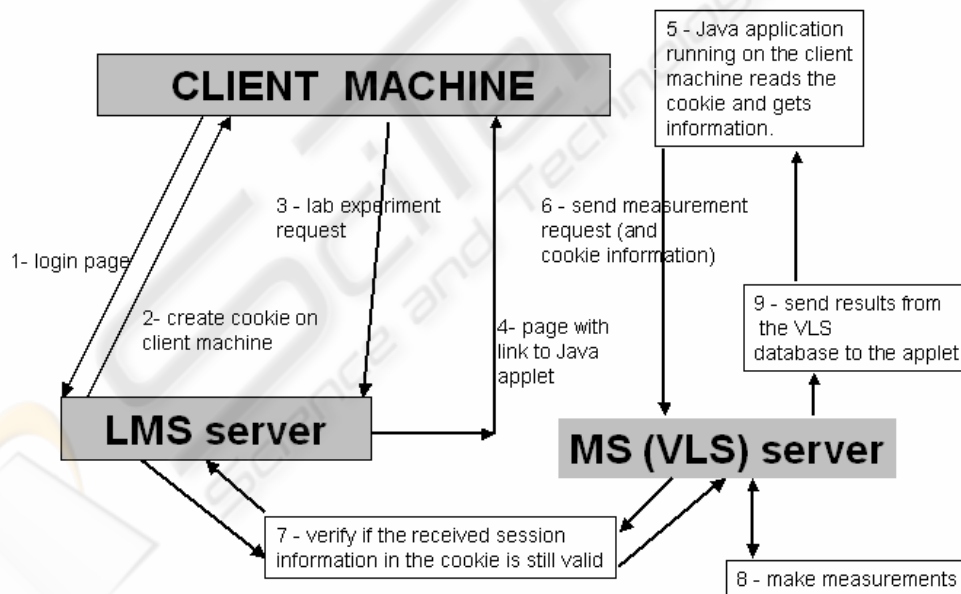 5 - Java application
running on the client
machine reads the
cookie and gets
information.
CLIENT MACHINE
3 - lab experiment
request
6 - send measurement
request (and
cookie information)
1- login page
2- create cookie on
client machine
4- page with
link to Java
applet
9 - send results from
the VLS
database to the applet
LMS server
MS (VLS) server
7 - verify if the received session
information in the cookie is still valid
8 - make measurements
Science and Technolo